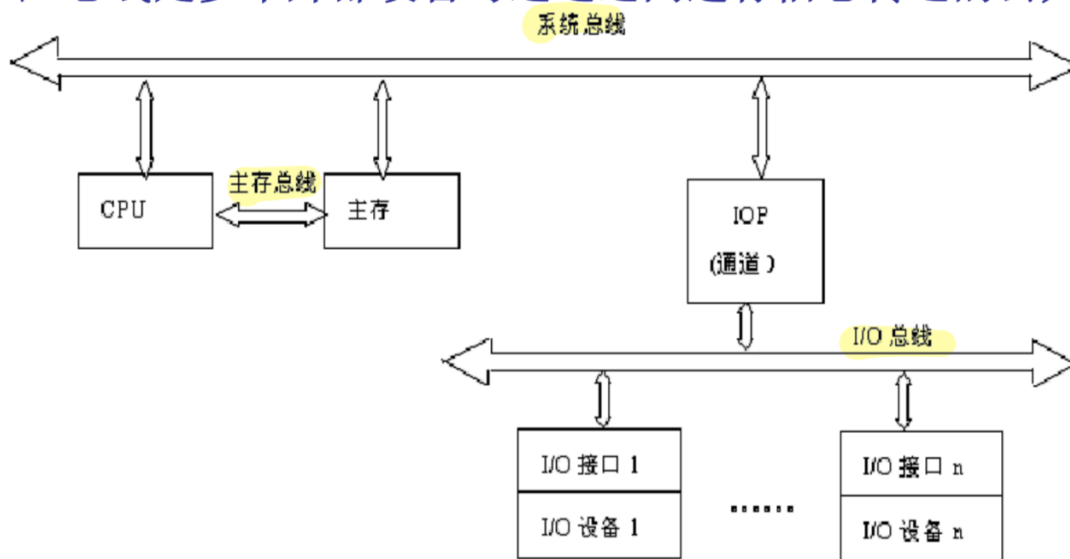 系统总线
CPU
主存总线
主存
IOP
(通道)
I/O 总线
I/O 接口 1
I/O 设备 1
······
I/O 接口 n
I/O 设备 n